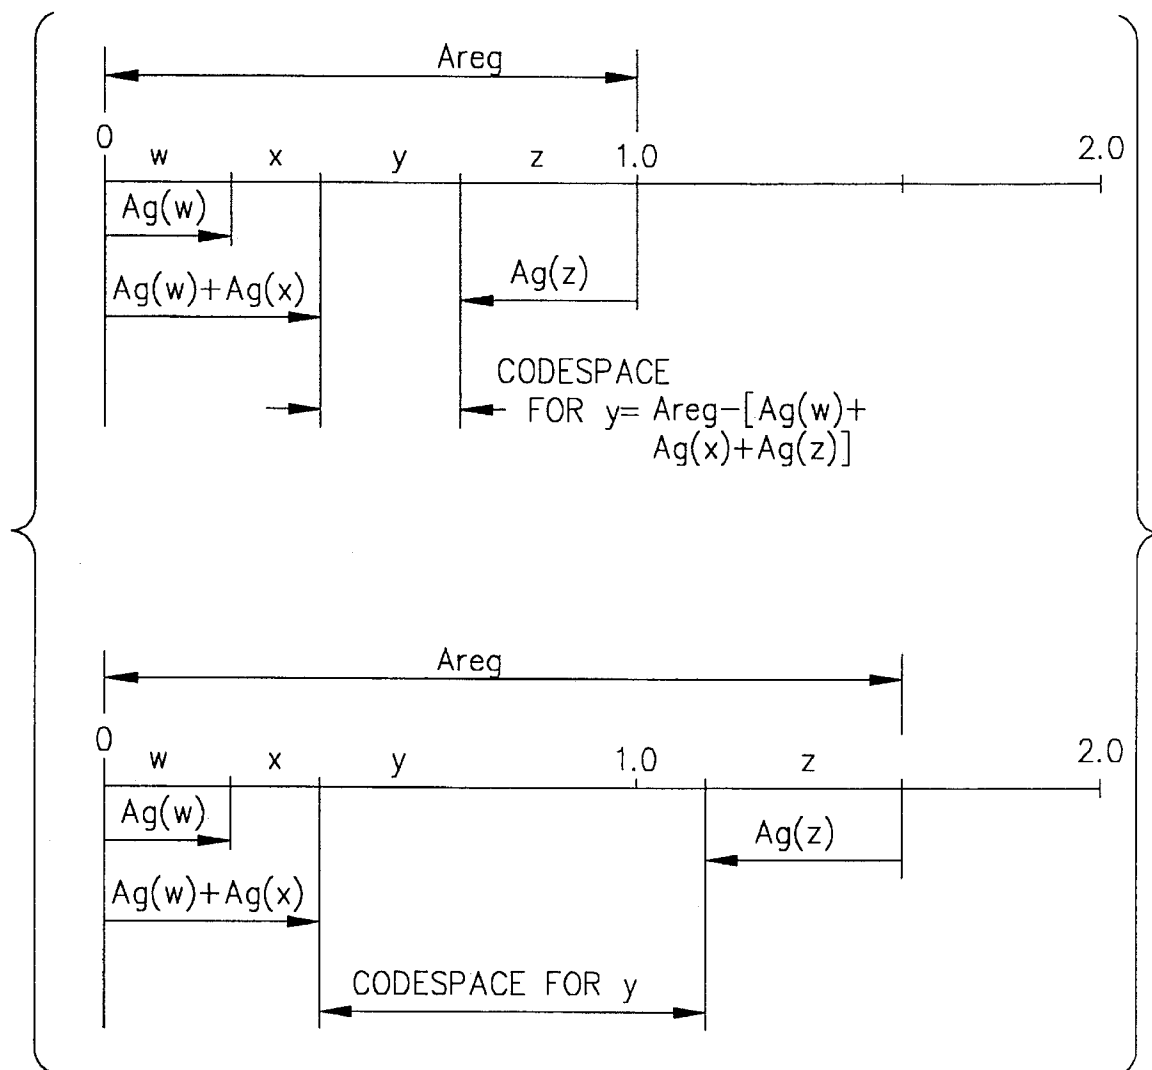 Areg
0 w x y z 1.0 2.0
Ag(w)
Ag(z)
Ag(w)+Ag(x)
CODESPACE
FOR y= Areg-[Ag(w)+
Ag(x)+Ag(z)]
Areg
0 w x y 1.0 z 2.0
Ag(w)
Ag(z)
Ag(w)+Ag(x)
CODESPACE FOR y